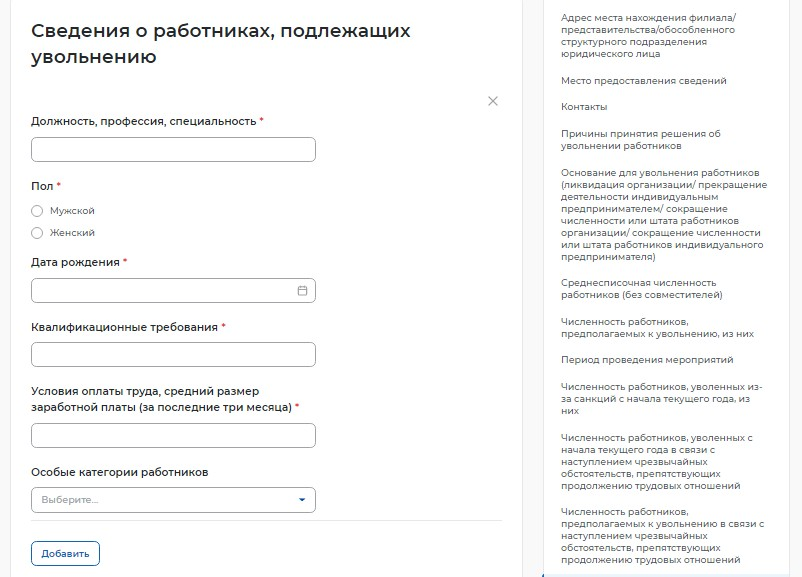 Сведения о работниках, подлежащих
увольнению
Должность, профессия, специальность *
Пол *
Мужской
Женский
Дата рождения *
Квалификационные требования *
Условия оплаты труда, средний размер
заработной платы (за последние три месяца) *
Особые категории работников
Выберите...
Добавить
Адрес места нахождения филиала/
представительства/обособленного
структурного подразделения
юридического лица
Место предоставления сведений
Контакты
Причины принятия решения об
увольнении работников
Основание для увольнения работников
(ликвидация организации/ прекращение
деятельности индивидуальным
предпринимателем/ сокращение
численности или штата работников
организации/ сокращение численности
или штата работников индивидуального
предпринимателя)
Среднесписочная численность
работников (без совместителей)
Численность работников,
предполагаемых к увольнению, из них
Период проведения мероприятий
Численность работников, уволенных из-
за санкций с начала текущего года, из
них
Численность работников, уволенных с
начала текущего года в связи с
наступлением чрезвычайных
обстоятельств, препятствующих
продолжению трудовых отношений
Численность работников,
предполагаемых к увольнению в связи с
наступлением чрезвычайных
обстоятельств, препятствующих
продолжению трудовых отношений